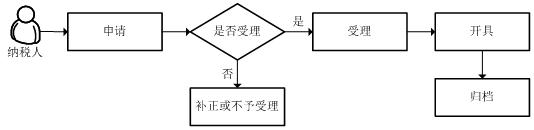 纳税人
申请
是否受理
是
受理
开具
否
补正或不予受理
归档